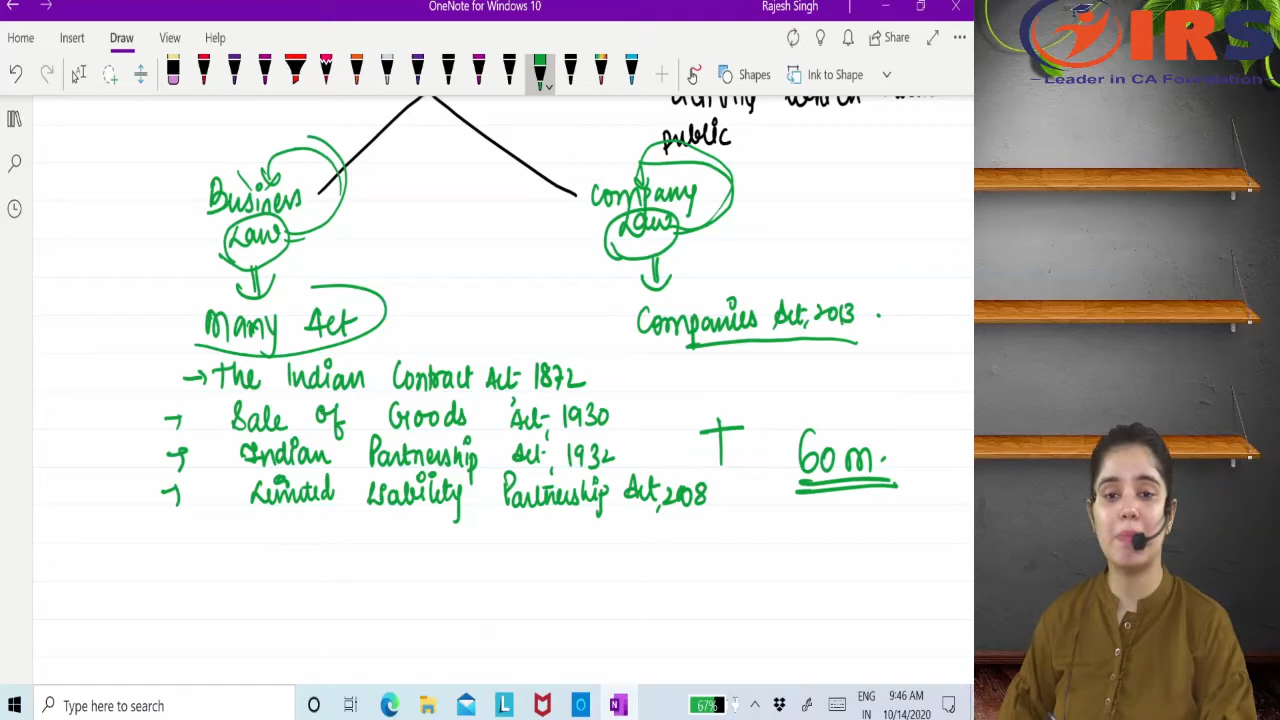 OneNote for Windows 10
Rajesh Singh
Home Insert Draw View Help
Share
Shapes
Ink to Shape
IRS
Leader in CA Foundation
activity which
public
Business
Law
Company
Law
Many Act
Companies Act, 2013
→ The Indian Contract Act, 1872
→ Sale of Goods Act, 1930
→ Indian Partnership Act, 1932
→ Limited Liability Partnership Act, 2008
60 m.
Type here to search
67%
ENG
IN
9:46 AM
10/14/2020